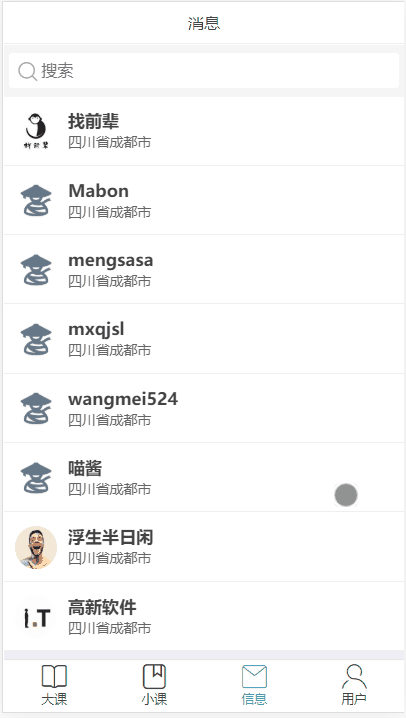 消息
搜索
找前辈
找前辈
四川省成都市
Mabon
四川省成都市
mengsasa
四川省成都市
mxqjsl
四川省成都市
wangmei524
四川省成都市
喵酱
四川省成都市
浮生半日闲
四川省成都市
i.T
高新软件
四川省成都市
大课
小课
信息
用户